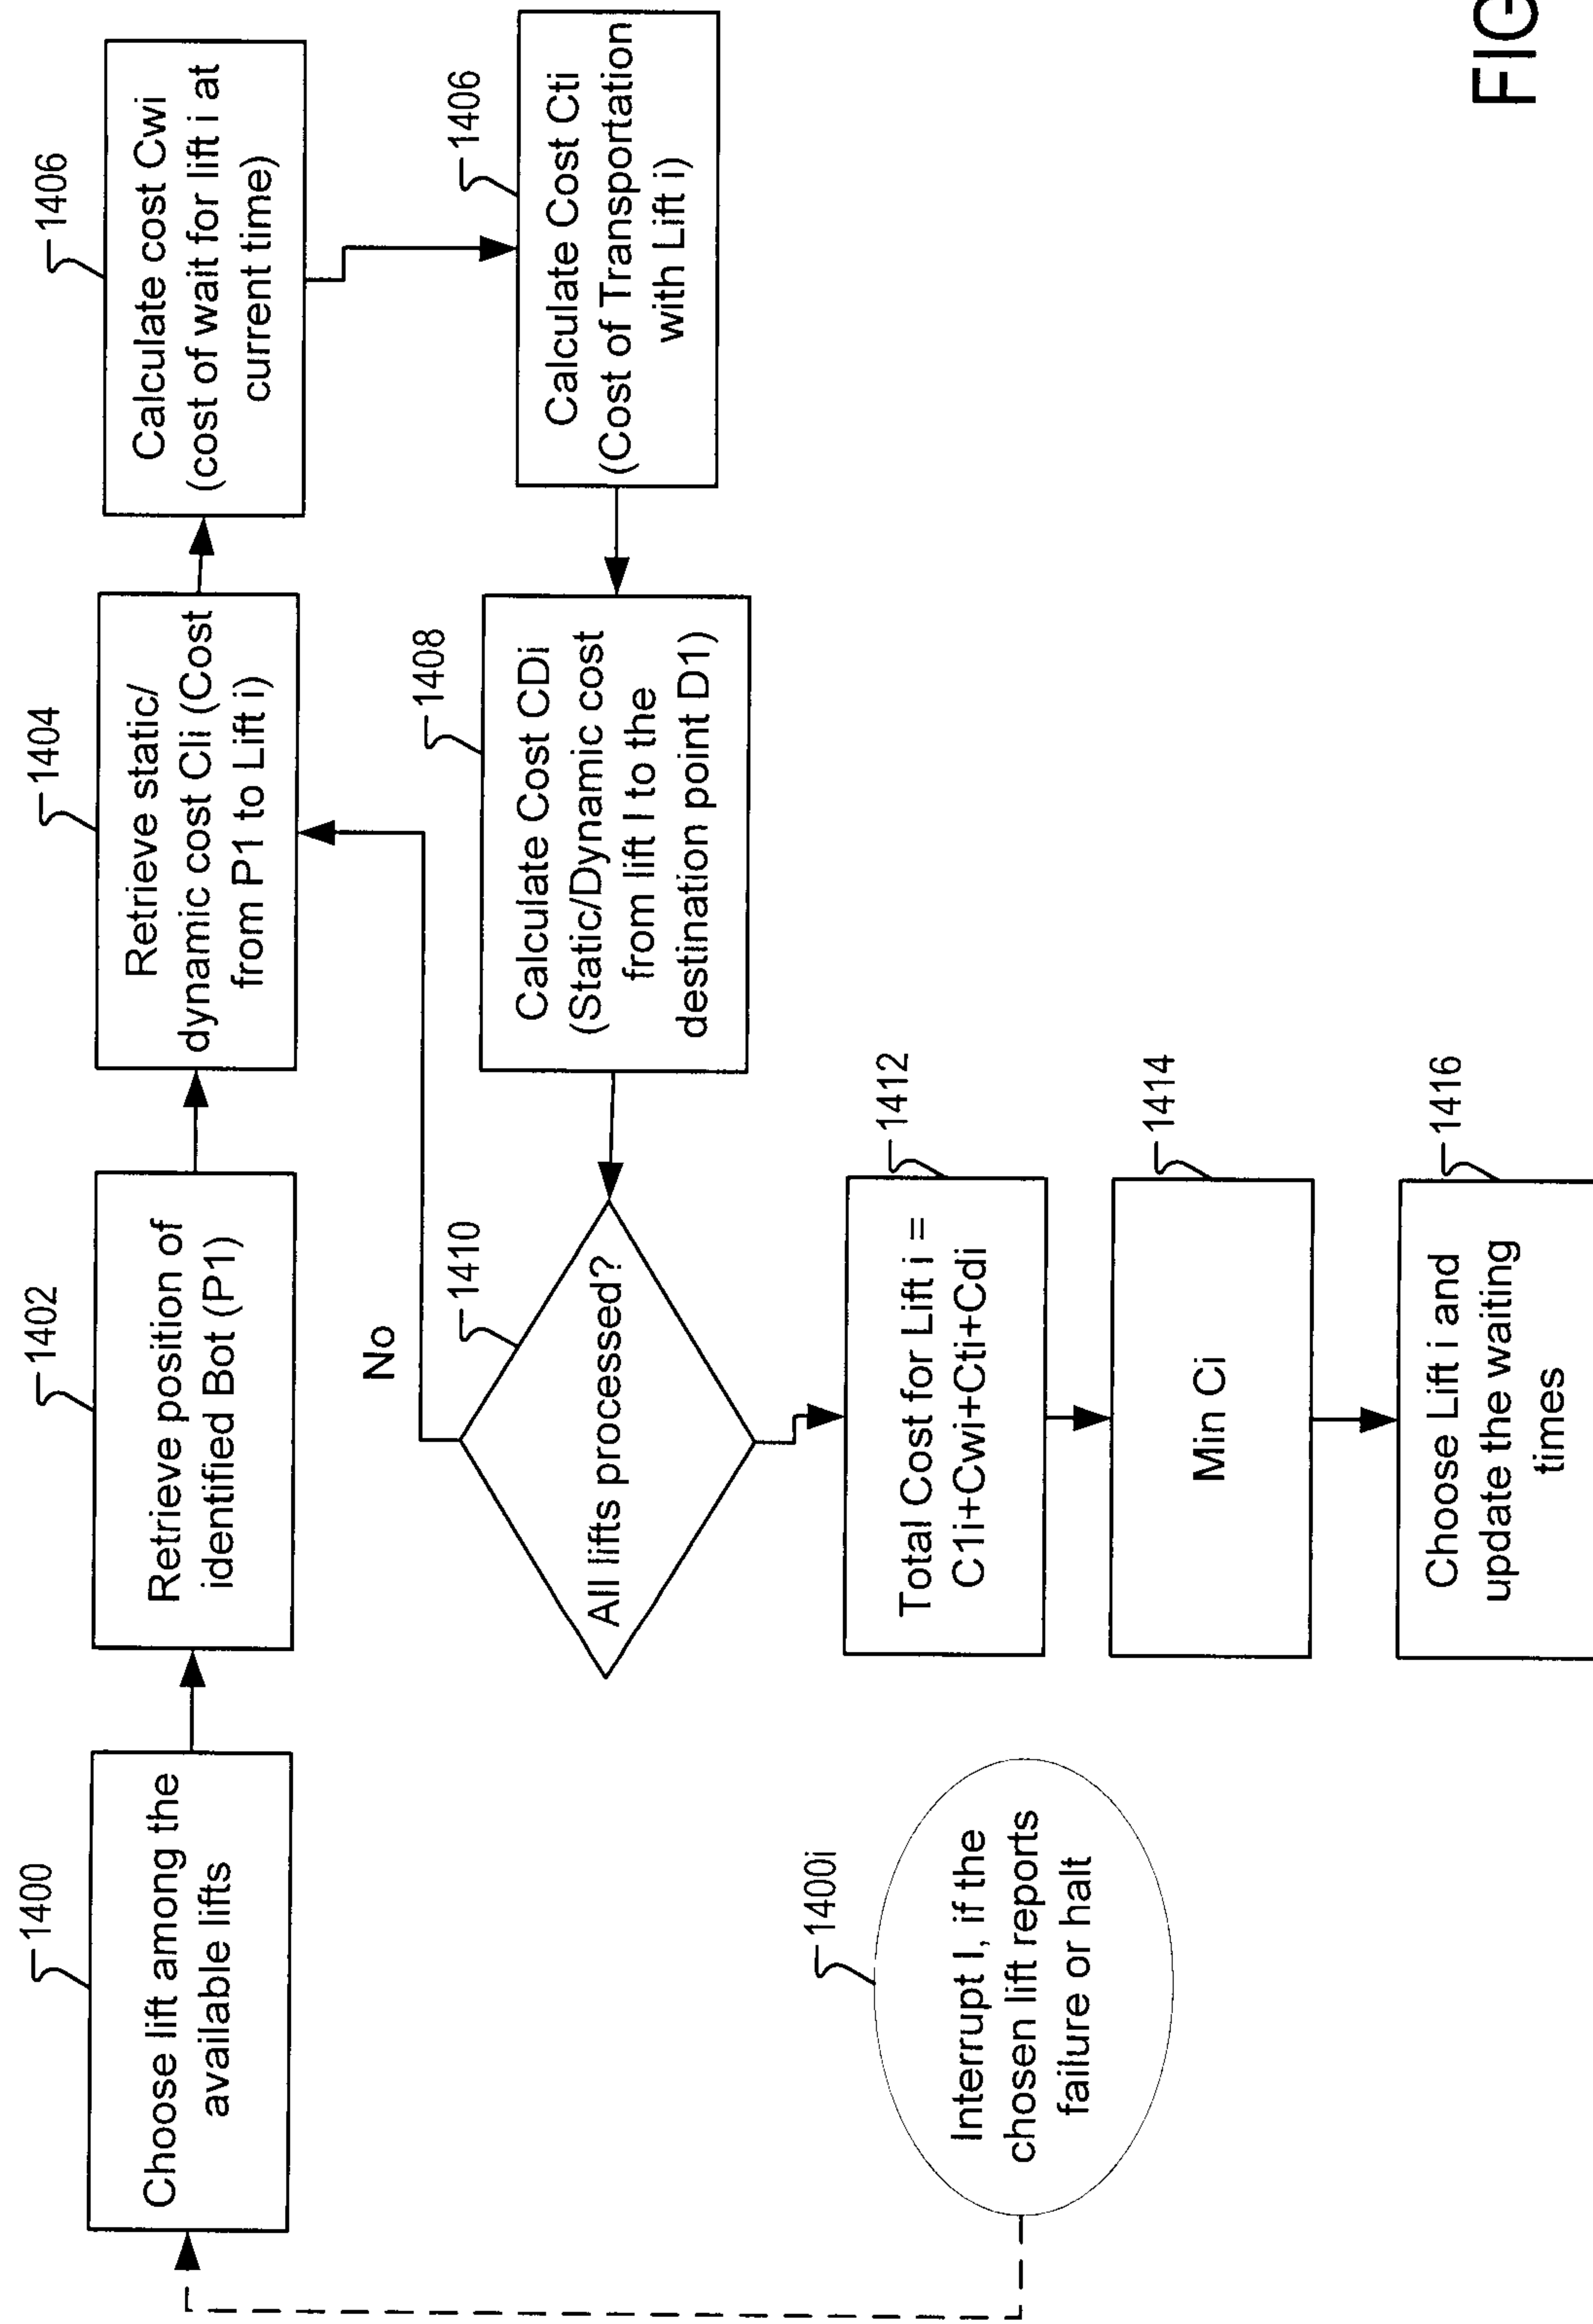 1400
Choose lift among the
available lifts
1402
Retrieve position of
identified Bot (P1)
1404
Retrieve static/
dynamic cost Cli (Cost
from P1 to Lift i)
1406
Calculate cost Cwi
(cost of wait for lift i at
current time)
1406
Calculate Cost Cti
(Cost of Transportation
with Lift i)
1408
Calculate Cost CDi
(Static/Dynamic cost
from lift I to the
destination point D1)
No
1410
All lifts processed?
1412
Total Cost for Lift i =
C1i+Cwi+Cti+Cdi
1414
Min Ci
1416
Choose Lift i and
update the waiting
times
1400i
Interrupt I, if the
chosen lift reports
failure or halt
FIG